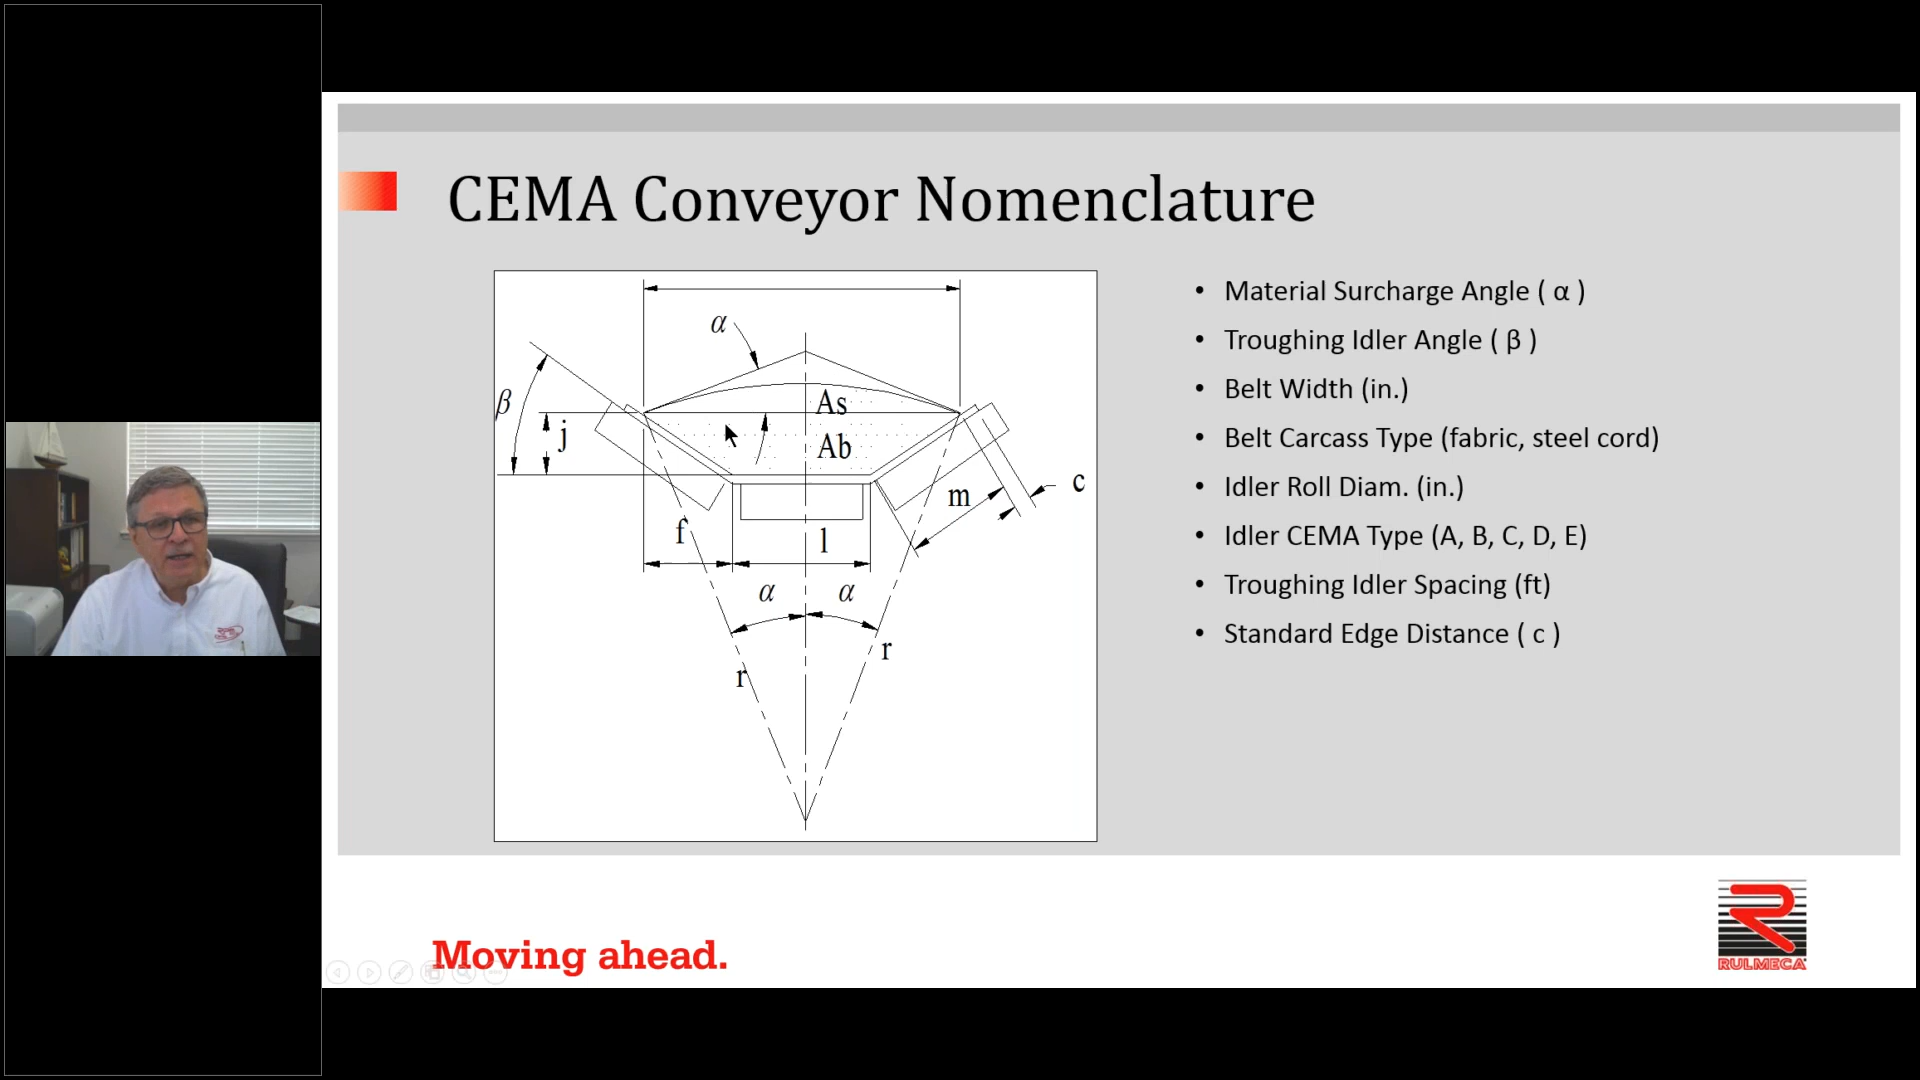 CEMA Conveyor Nomenclature
α
As
β
j
Ab
m
c
f
l
α
α
r
r
• Material Surcharge Angle ( α )
• Troughing Idler Angle ( β )
• Belt Width (in.)
• Belt Carcass Type (fabric, steel cord)
• Idler Roll Diam. (in.)
• Idler CEMA Type (A, B, C, D, E)
• Troughing Idler Spacing (ft)
• Standard Edge Distance ( c )
Moving ahead.
RULMECA